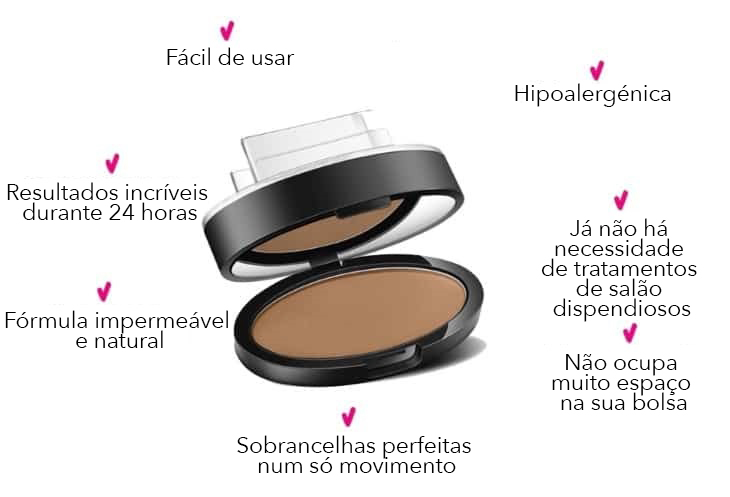 Fácil de usar
Hipoalergénica
Resultados incríveis
durante 24 horas
Já não há
necessidade
de tratamentos
de salão
dispendiosos
Fórmula impermeável
e natural
Não ocupa
muito espaço
na sua bolsa
Sobrancelhas perfeitas
num só movimento